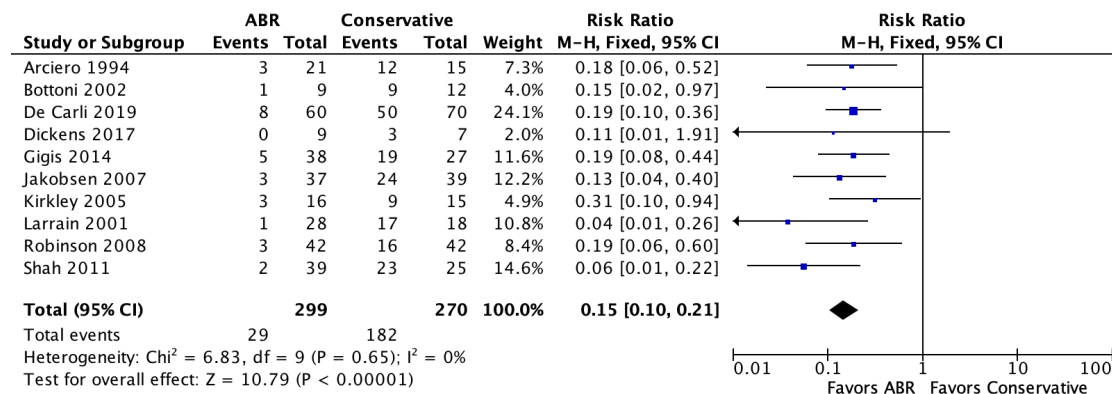 ABR Conservative Risk Ratio Risk Ratio
Study or Subgroup Events Total Events Total Weight M-H, Fixed, 95% CI M-H, Fixed, 95% CI
Arciero 1994 3 21 12 15 7.3% 0.18 [0.06, 0.52]
Bottoni 2002 1 9 9 12 4.0% 0.15 [0.02, 0.97]
De Carli 2019 8 60 50 70 24.1% 0.19 [0.10, 0.36]
Dickens 2017 0 9 3 7 2.0% 0.11 [0.01, 1.91]
Gigis 2014 5 38 19 27 11.6% 0.19 [0.08, 0.44]
Jakobsen 2007 3 37 24 39 12.2% 0.13 [0.04, 0.40]
Kirkley 2005 3 16 9 15 4.9% 0.31 [0.10, 0.94]
Larrain 2001 1 28 17 18 10.8% 0.04 [0.01, 0.26]
Robinson 2008 3 42 16 42 8.4% 0.19 [0.06, 0.60]
Shah 2011 2 39 23 25 14.6% 0.06 [0.01, 0.22]
Total (95% CI) 299 270 100.0% 0.15 [0.10, 0.21]
Total events 29 182
Heterogeneity: Chi² = 6.83, df = 9 (P = 0.65); I² = 0%
Test for overall effect: Z = 10.79 (P < 0.00001)
0.01 0.1 1 10 100
Favors ABR Favors Conservative